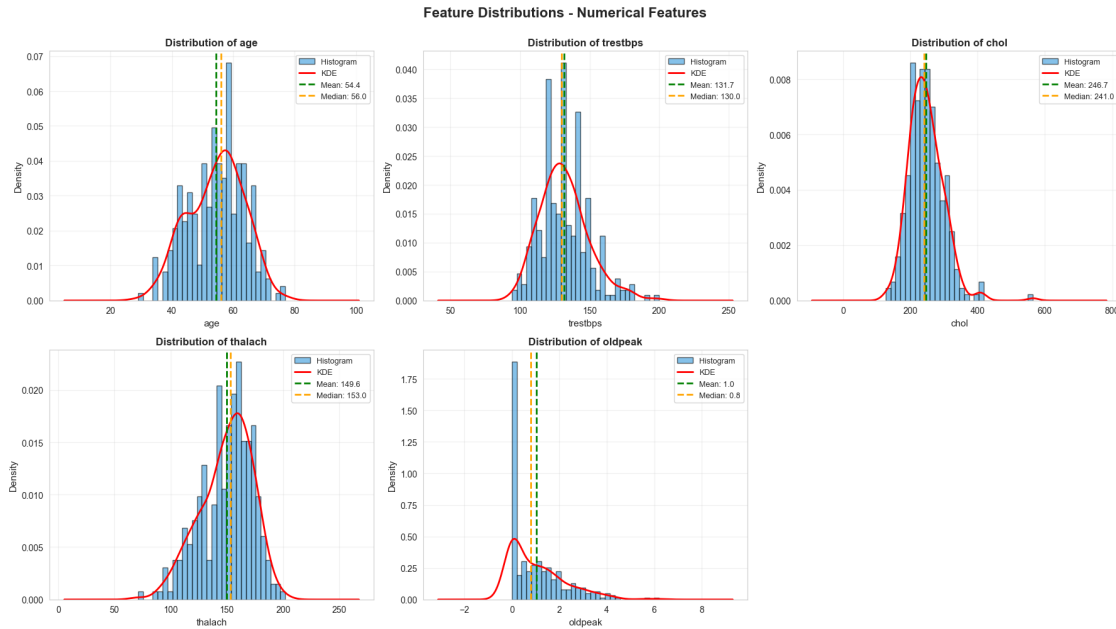 Feature Distributions - Numerical Features
Distribution of age
Histogram
KDE
Mean: 54.4
Median: 56.0
Density
0.07
0.06
0.05
0.04
0.03
0.02
0.01
0.00
20 40 60 80 100
age
Distribution of trestbps
Histogram
KDE
Mean: 131.7
Median: 130.0
Density
0.040
0.035
0.030
0.025
0.020
0.015
0.010
0.005
0.000
50 100 150 200 250
trestbps
Distribution of chol
Histogram
KDE
Mean: 246.7
Median: 241.0
Density
0.008
0.006
0.004
0.002
0.000
0 200 400 600 800
chol
Distribution of thalach
Histogram
KDE
Mean: 149.6
Median: 153.0
Density
0.020
0.015
0.010
0.005
0.000
0 50 100 150 200 250
thalach
Distribution of oldpeak
Histogram
KDE
Mean: 1.0
Median: 0.8
Density
1.75
1.50
1.25
1.00
0.75
0.50
0.25
0.00
−2 0 2 4 6 8
oldpeak